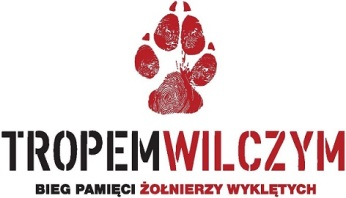 TROPEMWILCZYM
BIEG PAMIĘCI ŻOŁNIERZY WYKLĘTYCH